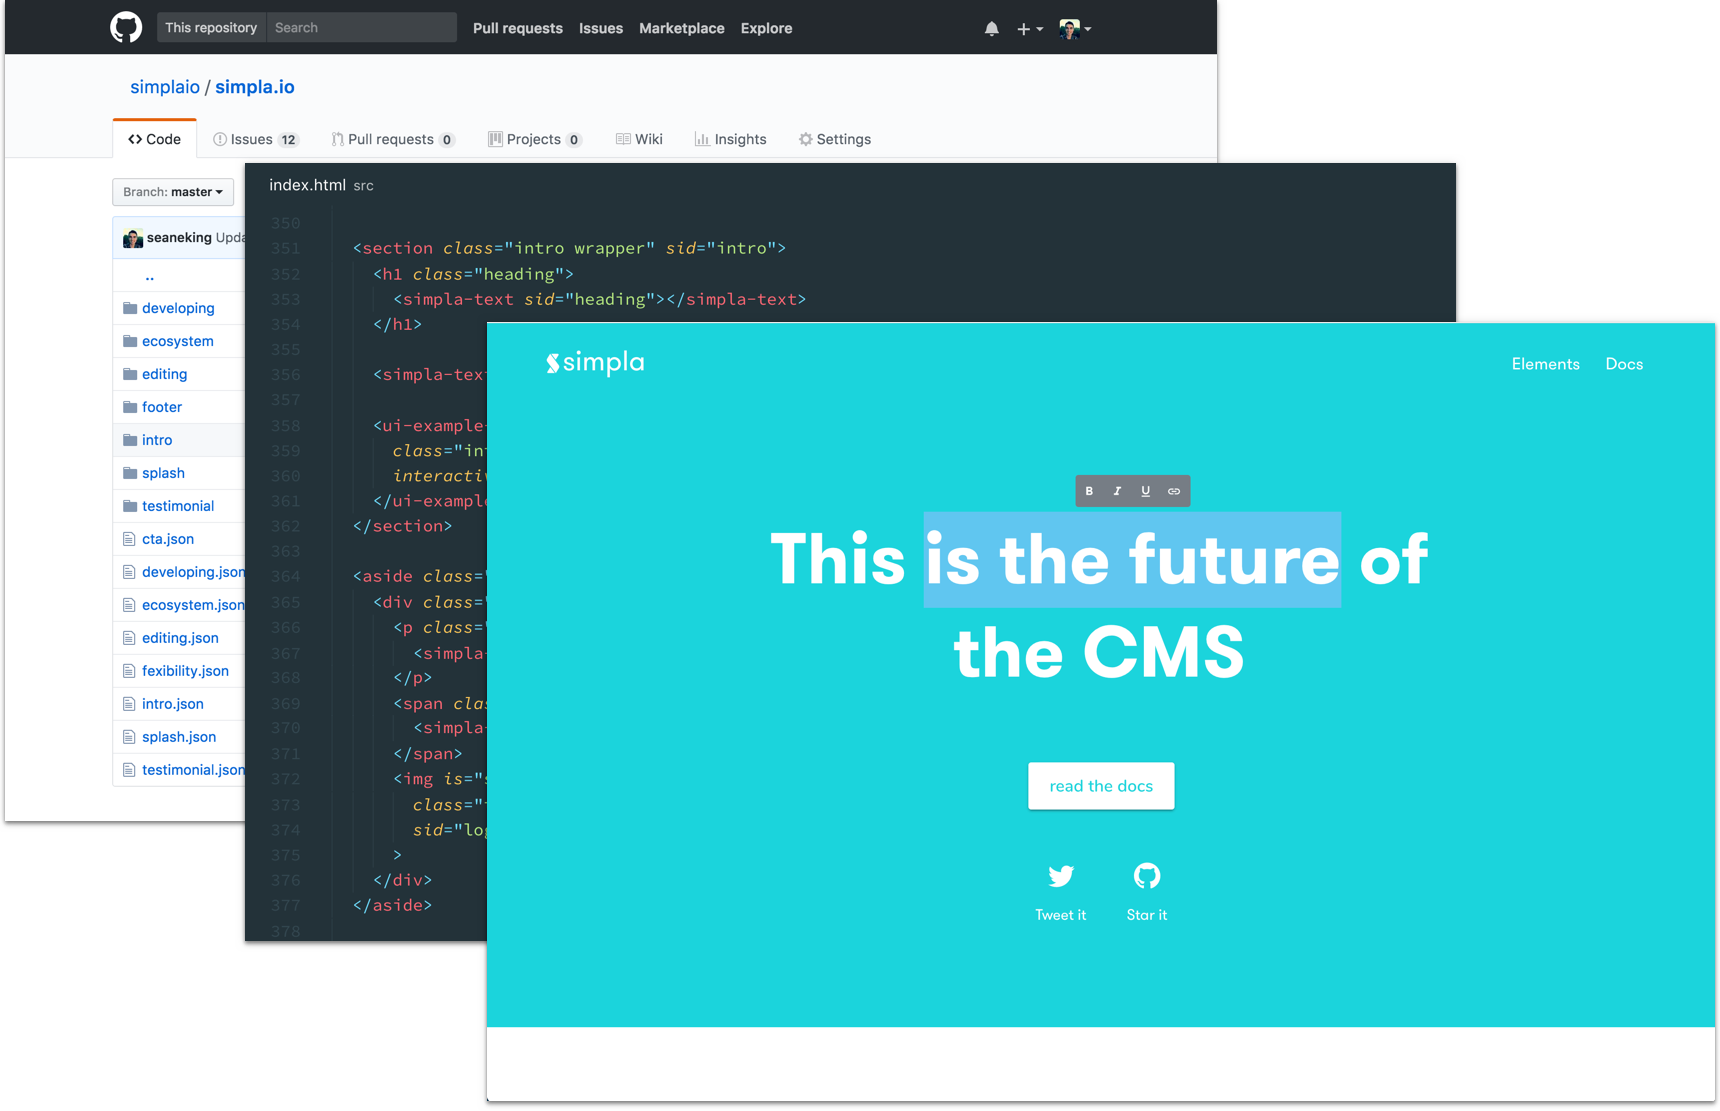 This repository Search Pull requests Issues Marketplace Explore
simplaio / simpla.io
Code Issues 12 Pull requests 0 Projects 0 Wiki Insights Settings
Branch: master
seaneking Upda
..
developing
ecosystem
editing
footer
intro
splash
testimonial
cta.json
developing.json
ecosystem.json
editing.json
fexibility.json
intro.json
splash.json
testimonial.json
index.html src
350
351 <section class="intro wrapper" sid="intro">
352 <h1 class="heading">
353 <simpla-text sid="heading"></simpla-text>
354 </h1>
355
356 <simpla-text
357
358 <ui-example-
359 class="int
360 interactiv
361 </ui-example
362 </section>
363
364 <aside class="
365 <div class="
366 <p class="
367 <simpla-
368 </p>
369 <span clas
370 <simpla-
371 </span>
372 <img is="s
373 class="
374 sid="log
375 >
376 </div>
377 </aside>
378
simpla Elements Docs
B I U
This is the future of
the CMS
read the docs
Tweet it Star it